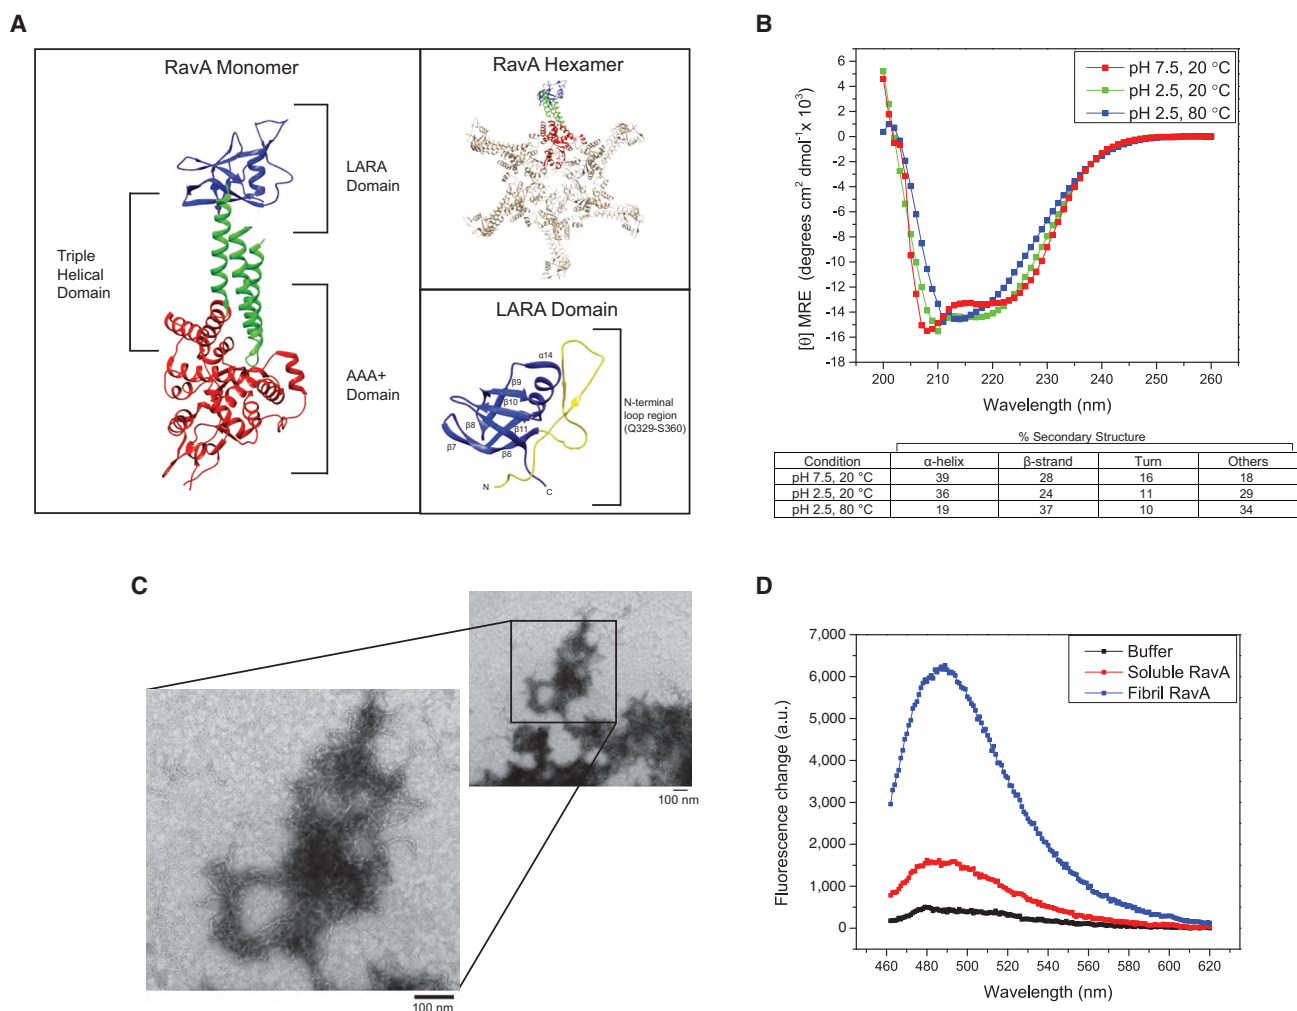 A
RavA Monomer
LARA
Domain
Triple
Helical
Domain
AAA+
Domain
RavA Hexamer
LARA Domain
α14
β9
β10
β8
β11
β7
β6
N
C
N-terminal
loop region
(Q329-S360)
B
pH 7.5, 20 °C
pH 2.5, 20 °C
pH 2.5, 80 °C
[θ] MRE (degrees cm² dmol⁻¹x 10³)
6
4
2
0
-2
-4
-6
-8
-10
-12
-14
-16
-18
200 210 220 230 240 250 260
Wavelength (nm)
% Secondary Structure
Condition α-helix β-strand Turn Others
pH 7.5, 20 °C 39 28 16 18
pH 2.5, 20 °C 36 24 11 29
pH 2.5, 80 °C 19 37 10 34
C
100 nm
100 nm
D
Buffer
Soluble RavA
Fibril RavA
Fluorescence change (a.u.)
7,000
6,000
5,000
4,000
3,000
2,000
1,000
0
460 480 500 520 540 560 580 600 620
Wavelength (nm)